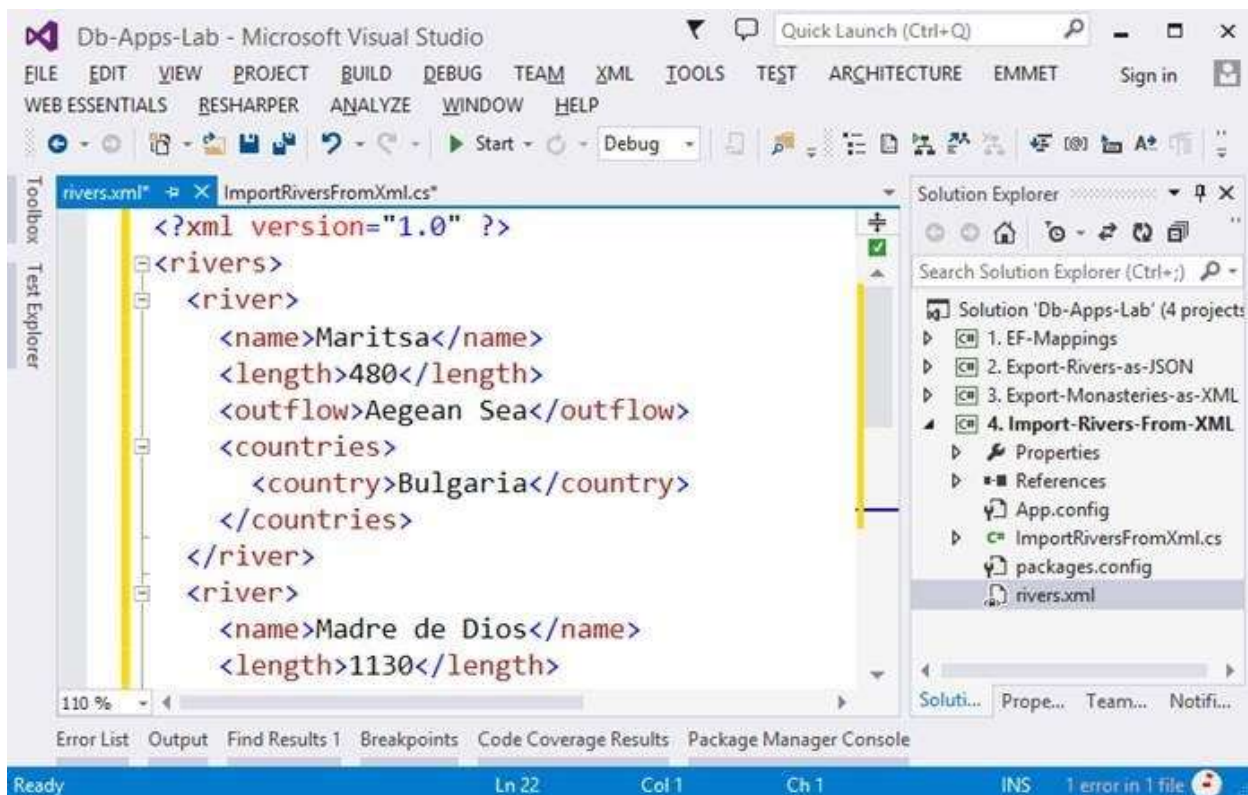 Db-Apps-Lab - Microsoft Visual Studio
Quick Launch (Ctrl+Q)
FILE EDIT VIEW PROJECT BUILD DEBUG TEAM XML TOOLS TEST ARCHITECTURE EMMET Sign in
WEB ESSENTIALS RESHARPER ANALYZE WINDOW HELP
Start Debug
Toolbox
Test Explorer
rivers.xml* ImportRiversFromXml.cs*
<?xml version="1.0" ?>
<rivers>
<river>
<name>Maritsa</name>
<length>480</length>
<outflow>Aegean Sea</outflow>
<countries>
<country>Bulgaria</country>
</countries>
</river>
<river>
<name>Madre de Dios</name>
<length>1130</length>
110 %
Solution Explorer
Search Solution Explorer (Ctrl+;)
Solution 'Db-Apps-Lab' (4 projects
C# 1. EF-Mappings
C# 2. Export-Rivers-as-JSON
C# 3. Export-Monasteries-as-XML
C# 4. Import-Rivers-From-XML
Properties
References
App.config
C# ImportRiversFromXml.cs
packages.config
rivers.xml
Soluti... Prope... Team... Notifi...
Error List Output Find Results 1 Breakpoints Code Coverage Results Package Manager Console
Ready Ln 22 Col 1 Ch 1 INS 1 error in 1 file